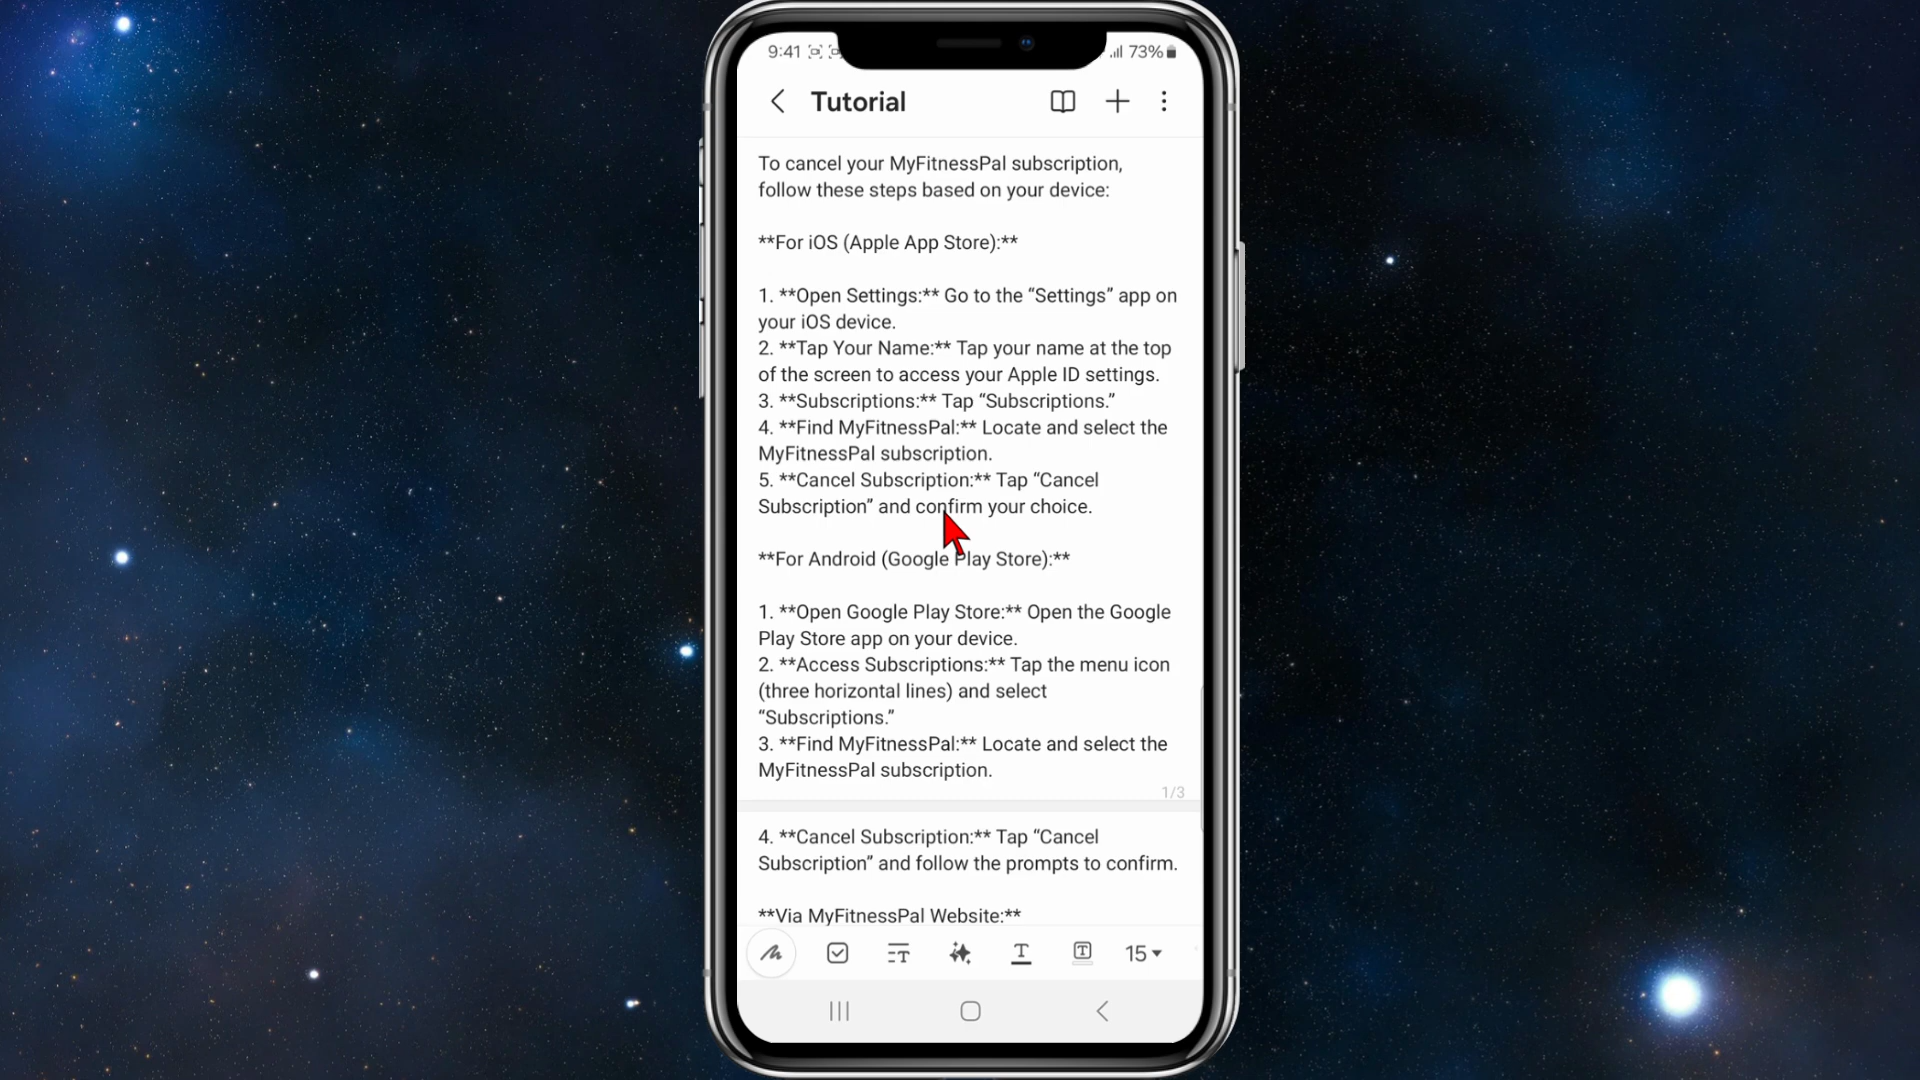 9:41
73%
Tutorial
To cancel your MyFitnessPal subscription,
follow these steps based on your device:
**For iOS (Apple App Store):**
1. **Open Settings:** Go to the “Settings” app on
your iOS device.
2. **Tap Your Name:** Tap your name at the top
of the screen to access your Apple ID settings.
3. **Subscriptions:** Tap “Subscriptions.”
4. **Find MyFitnessPal:** Locate and select the
MyFitnessPal subscription.
5. **Cancel Subscription:** Tap “Cancel
Subscription” and confirm your choice.
**For Android (Google Play Store):**
1. **Open Google Play Store:** Open the Google
Play Store app on your device.
2. **Access Subscriptions:** Tap the menu icon
(three horizontal lines) and select
“Subscriptions.”
3. **Find MyFitnessPal:** Locate and select the
MyFitnessPal subscription.
1/3
4. **Cancel Subscription:** Tap “Cancel
Subscription” and follow the prompts to confirm.
**Via MyFitnessPal Website:**
15